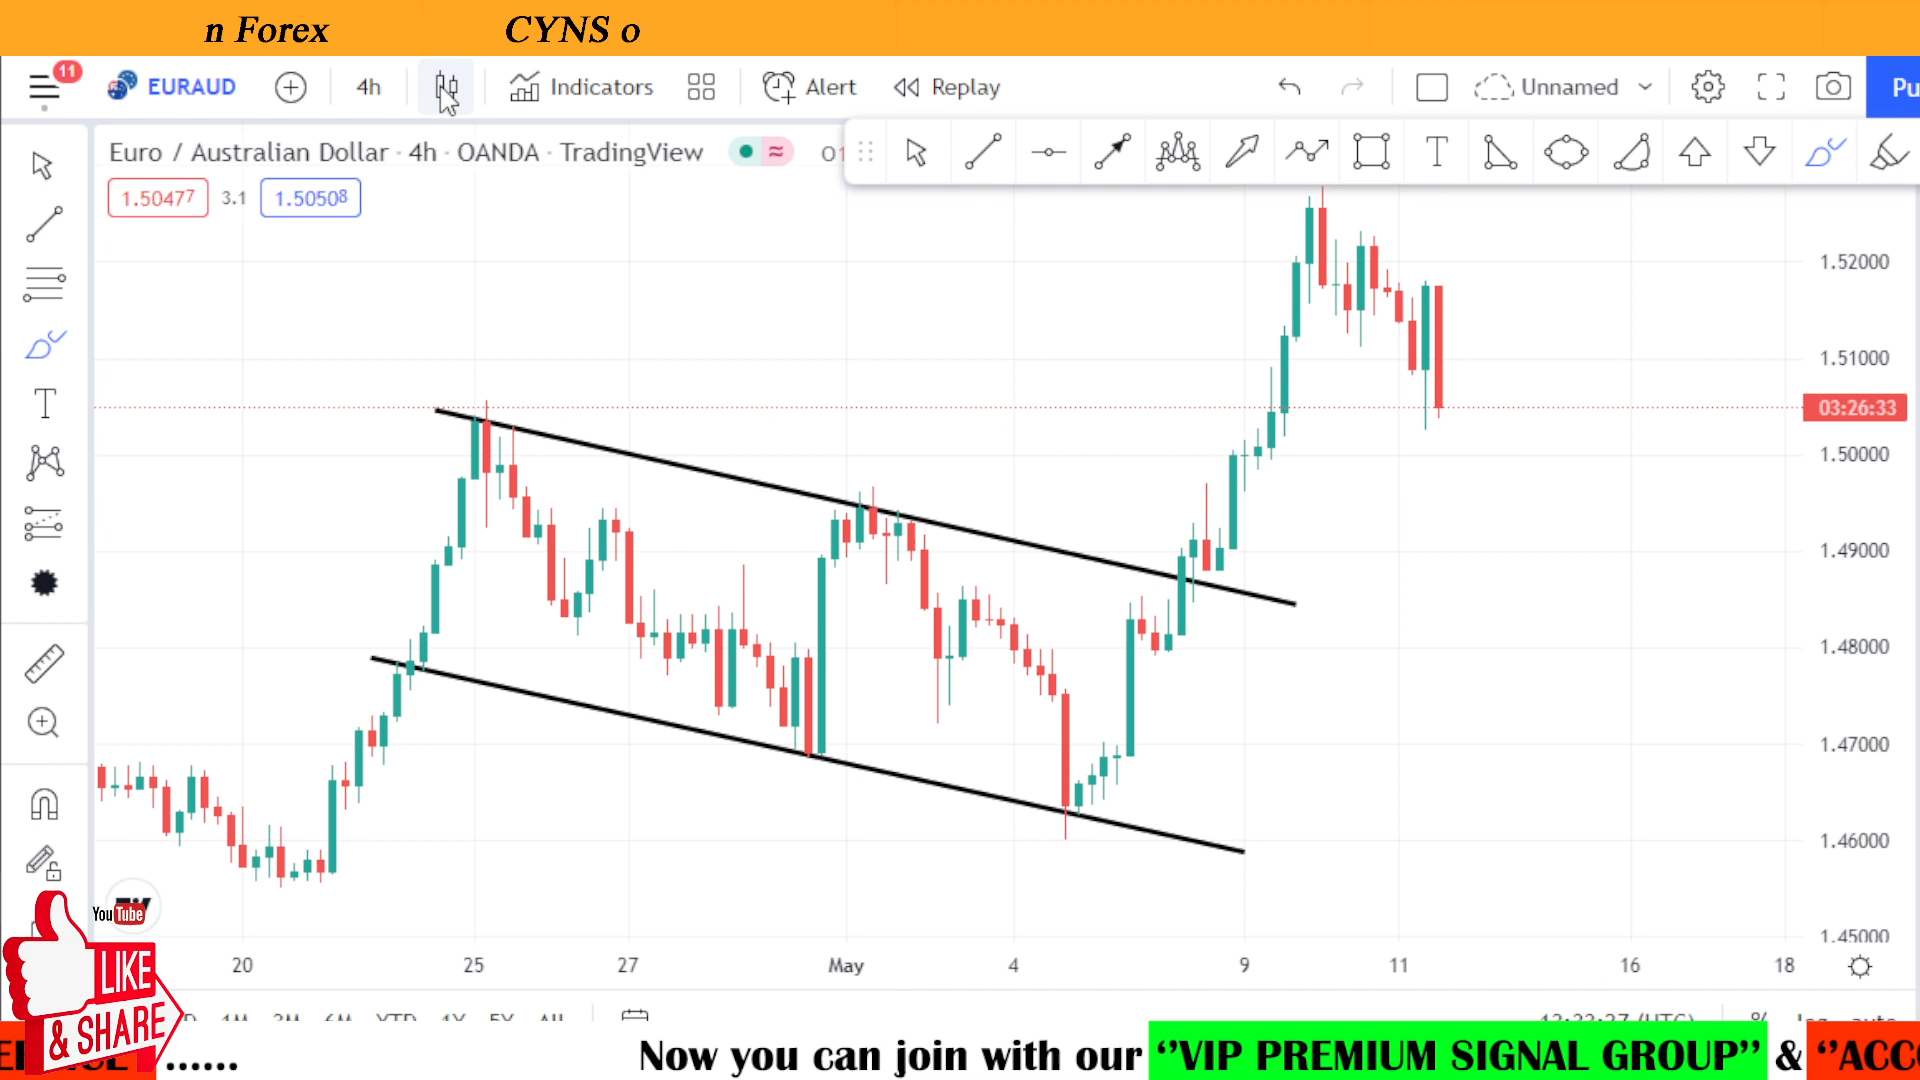 n Forex CYNS o
11 EURAUD 4h Indicators Alert Replay Unnamed Pu
Euro / Australian Dollar · 4h · OANDA · TradingView
1.50477 3.1 1.50508
1.52000
1.51000
03:26:33
1.50000
1.49000
1.48000
1.47000
1.46000
1.45000
20 25 27 May 4 9 11 16 18
YouTube
LIKE
& SHARE
...... Now you can join with our ‘‘VIP PREMIUM SIGNAL GROUP’’ & ‘‘ACC